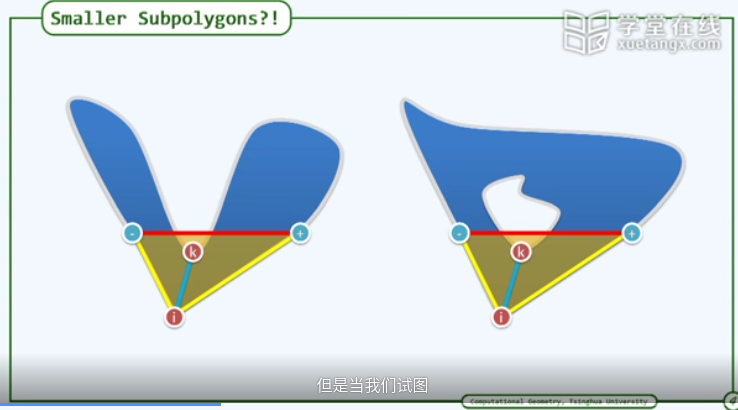 Smaller Subpolygons?!
学堂在线
xuetangx.com
- +
k
i
- +
k
i
但是当我们试图
Computational Geometry, Tsinghua University